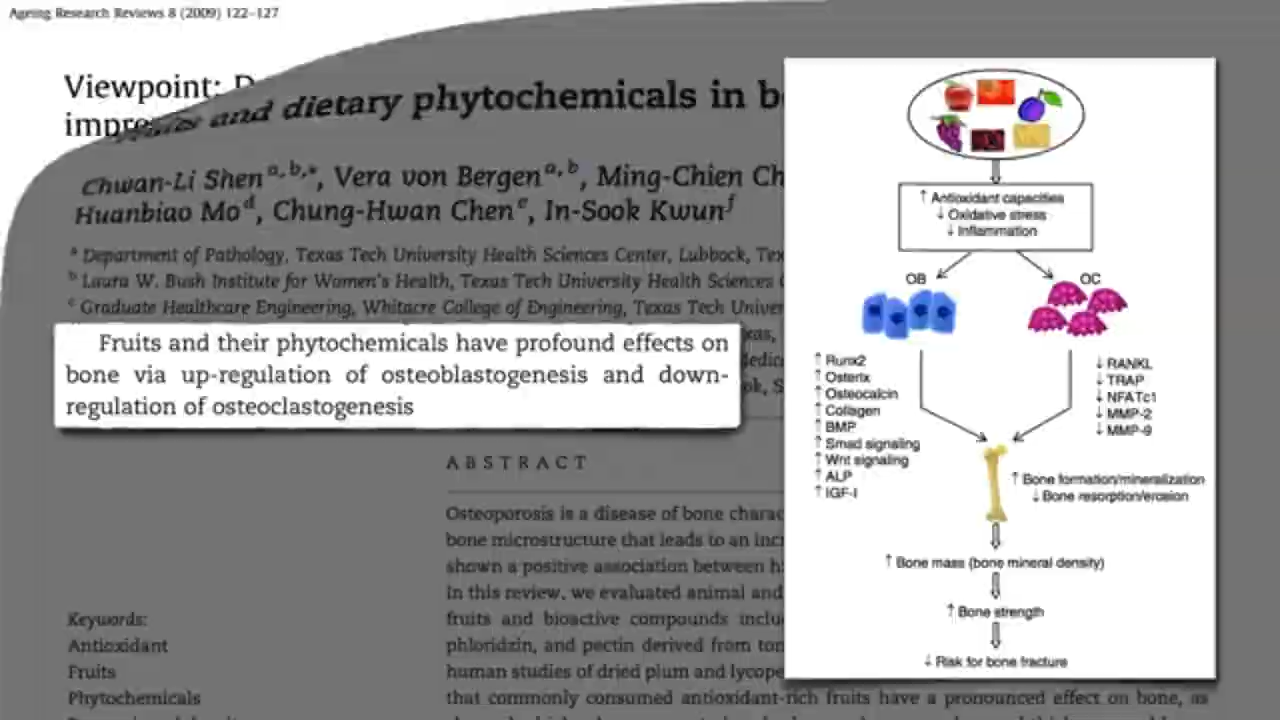 Ageing Research Reviews 8 (2009) 122–127
Viewpoint:
and dietary phytochemicals in
Chwan-Li Shen a, b,*, Vera von Bergen a, b, Ming-Chien
Huanbiao Mo d, Chung-Hwan Chen e, In-Sook Kwun f
a Department of Pathology, Texas Tech University Health Sciences Center, Lubbock,
b Laura W. Bush Institute for Women's Health, Texas Tech University Health Sciences
c Graduate Healthcare Engineering, Whitacre College of Engineering, Texas Tech
Fruits and their phytochemicals have profound effects on
bone via up-regulation of osteoblastogenesis and down-
regulation of osteoclastogenesis
ABSTRACT
Osteoporosis is a disease of bone
bone microstructure that leads to an
shown a positive association between
In this review, we evaluated animal and
fruits and bioactive compounds
phloridzin, and pectin derived from
human studies of dried plum and
that commonly consumed antioxidant-rich fruits have a pronounced effect on bone, as
Keywords:
Antioxidant
Fruits
Phytochemicals
↑ Antioxidant capacities
↓ Oxidative stress
↓ Inflammation
OB
OC
↑ Runx2
↑ Osterix
↑ Osteocalcin
↑ Collagen
↑ BMP
↑ Smad signaling
↑ Wnt signaling
↑ ALP
↑ IGF-I
↓ RANKL
↓ TRAP
↓ NFATc1
↓ MMP-2
↓ MMP-9
↑ Bone formation/mineralization
↓ Bone resorption/erosion
↑ Bone mass (bone mineral density)
↑ Bone strength
↓ Risk for bone fracture